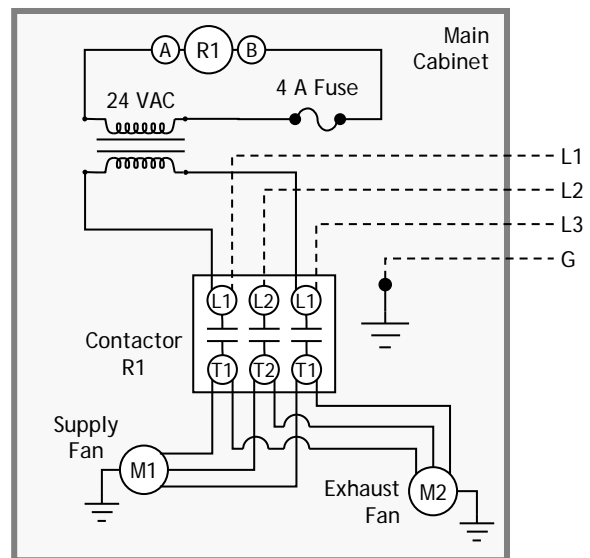 Main
Cabinet
A R1 B
4 A Fuse
24 VAC
L1
L2
L3
G
L1 L2 L1
Contactor
R1
T1 T2 T1
Supply
Fan
M1
Exhaust
Fan
M2